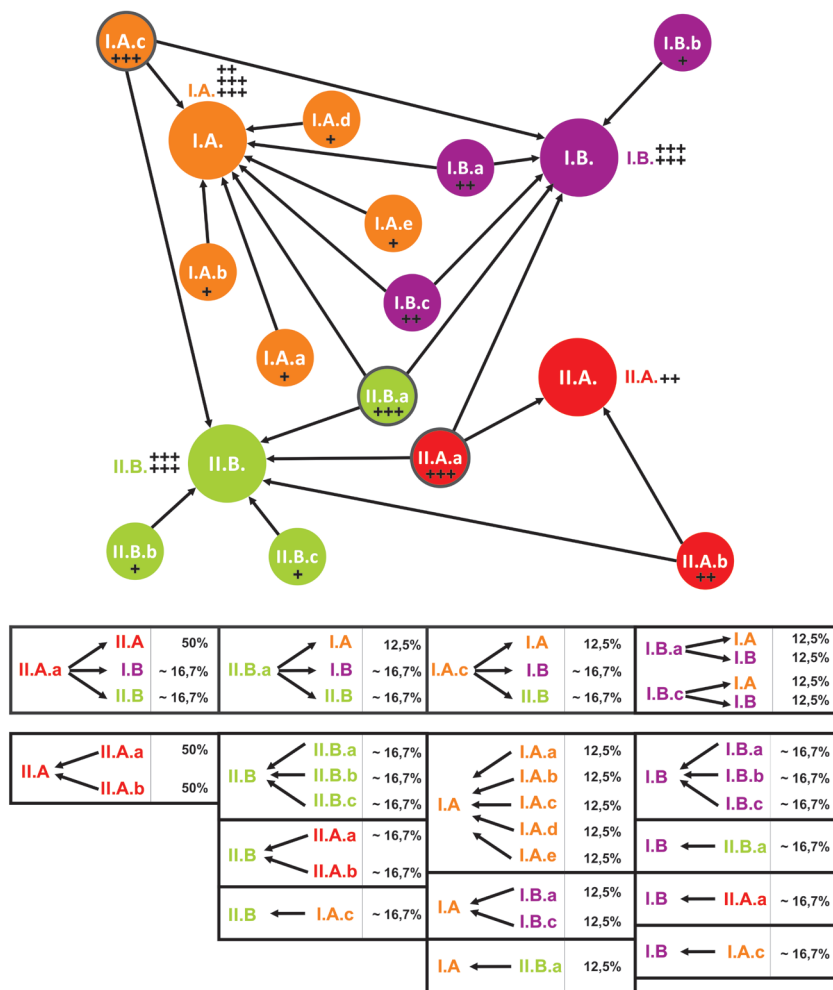 I.A.c
+++
I.B.b
+
I.A.
++
+++
+++
I.A.
I.A.d
+
I.B.a
++
I.B.
I.B.
+++
+++
I.A.e
+
I.A.b
+
I.B.c
++
I.A.a
+
II.B.a
+++
II.A.
II.A. ++
II.B.
+++
+++
II.B.
II.A.a
+++
II.B.b
+
II.B.c
+
II.A.b
++
II.A.a
II.A 50%
I.B ~ 16,7%
II.B ~ 16,7%
II.B.a
I.A 12,5%
I.B ~ 16,7%
II.B ~ 16,7%
I.A.c
I.A 12,5%
I.B ~ 16,7%
II.B ~ 16,7%
I.B.a
I.A 12,5%
I.B 12,5%
I.B.c
I.A 12,5%
I.B 12,5%
II.A
II.A.a 50%
II.A.b 50%
II.B
II.B.a ~ 16,7%
II.B.b ~ 16,7%
II.B.c ~ 16,7%
II.B
II.A.a ~ 16,7%
II.A.b ~ 16,7%
II.B I.A.c ~ 16,7%
I.A
I.A.a 12,5%
I.A.b 12,5%
I.A.c 12,5%
I.A.d 12,5%
I.A.e 12,5%
I.A
I.B.a 12,5%
I.B.c 12,5%
I.A II.B.a 12,5%
I.B
I.B.a ~ 16,7%
I.B.b ~ 16,7%
I.B.c ~ 16,7%
I.B II.B.a ~ 16,7%
I.B II.A.a ~ 16,7%
I.B I.A.c ~ 16,7%